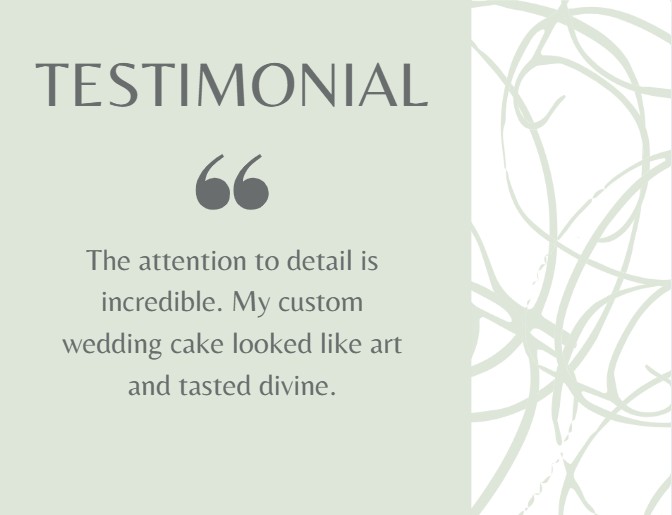 TESTIMONIAL
“
The attention to detail is
incredible. My custom
wedding cake looked like art
and tasted divine.